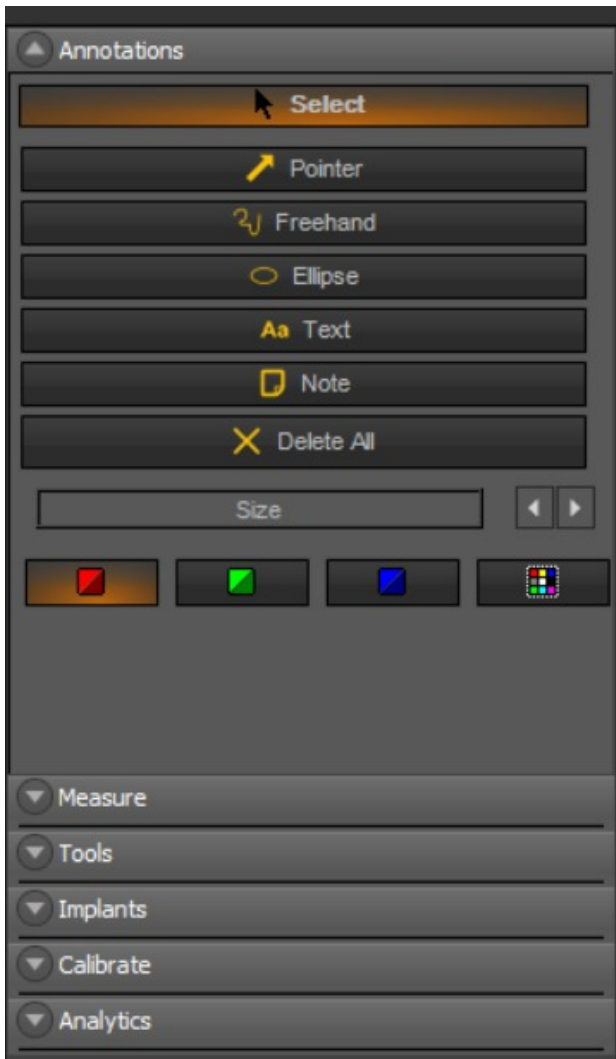 Annotations
Select
Pointer
Freehand
Ellipse
Aa Text
Note
Delete All
Size
Measure
Tools
Implants
Calibrate
Analytics